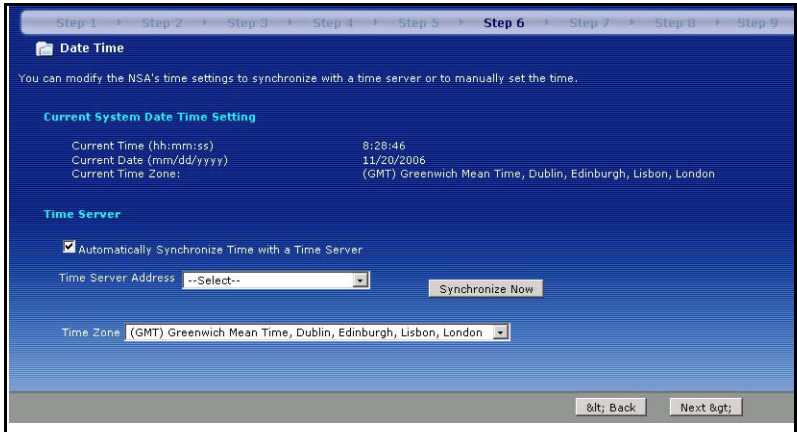 Step 1 Step 2 Step 3 Step 4 Step 5 Step 6 Step 7 Step 8 Step 9
Date Time
You can modify the NSA's time settings to synchronize with a time server or to manually set the time.
Current System Date Time Setting
Current Time (hh:mm:ss) 8:28:46
Current Date (mm/dd/yyyy) 11/20/2006
Current Time Zone: (GMT) Greenwich Mean Time, Dublin, Edinburgh, Lisbon, London
Time Server
Automatically Synchronize Time with a Time Server
Time Server Address --Select-- Synchronize Now
Time Zone (GMT) Greenwich Mean Time, Dublin, Edinburgh, Lisbon, London
&lt; Back Next &gt;